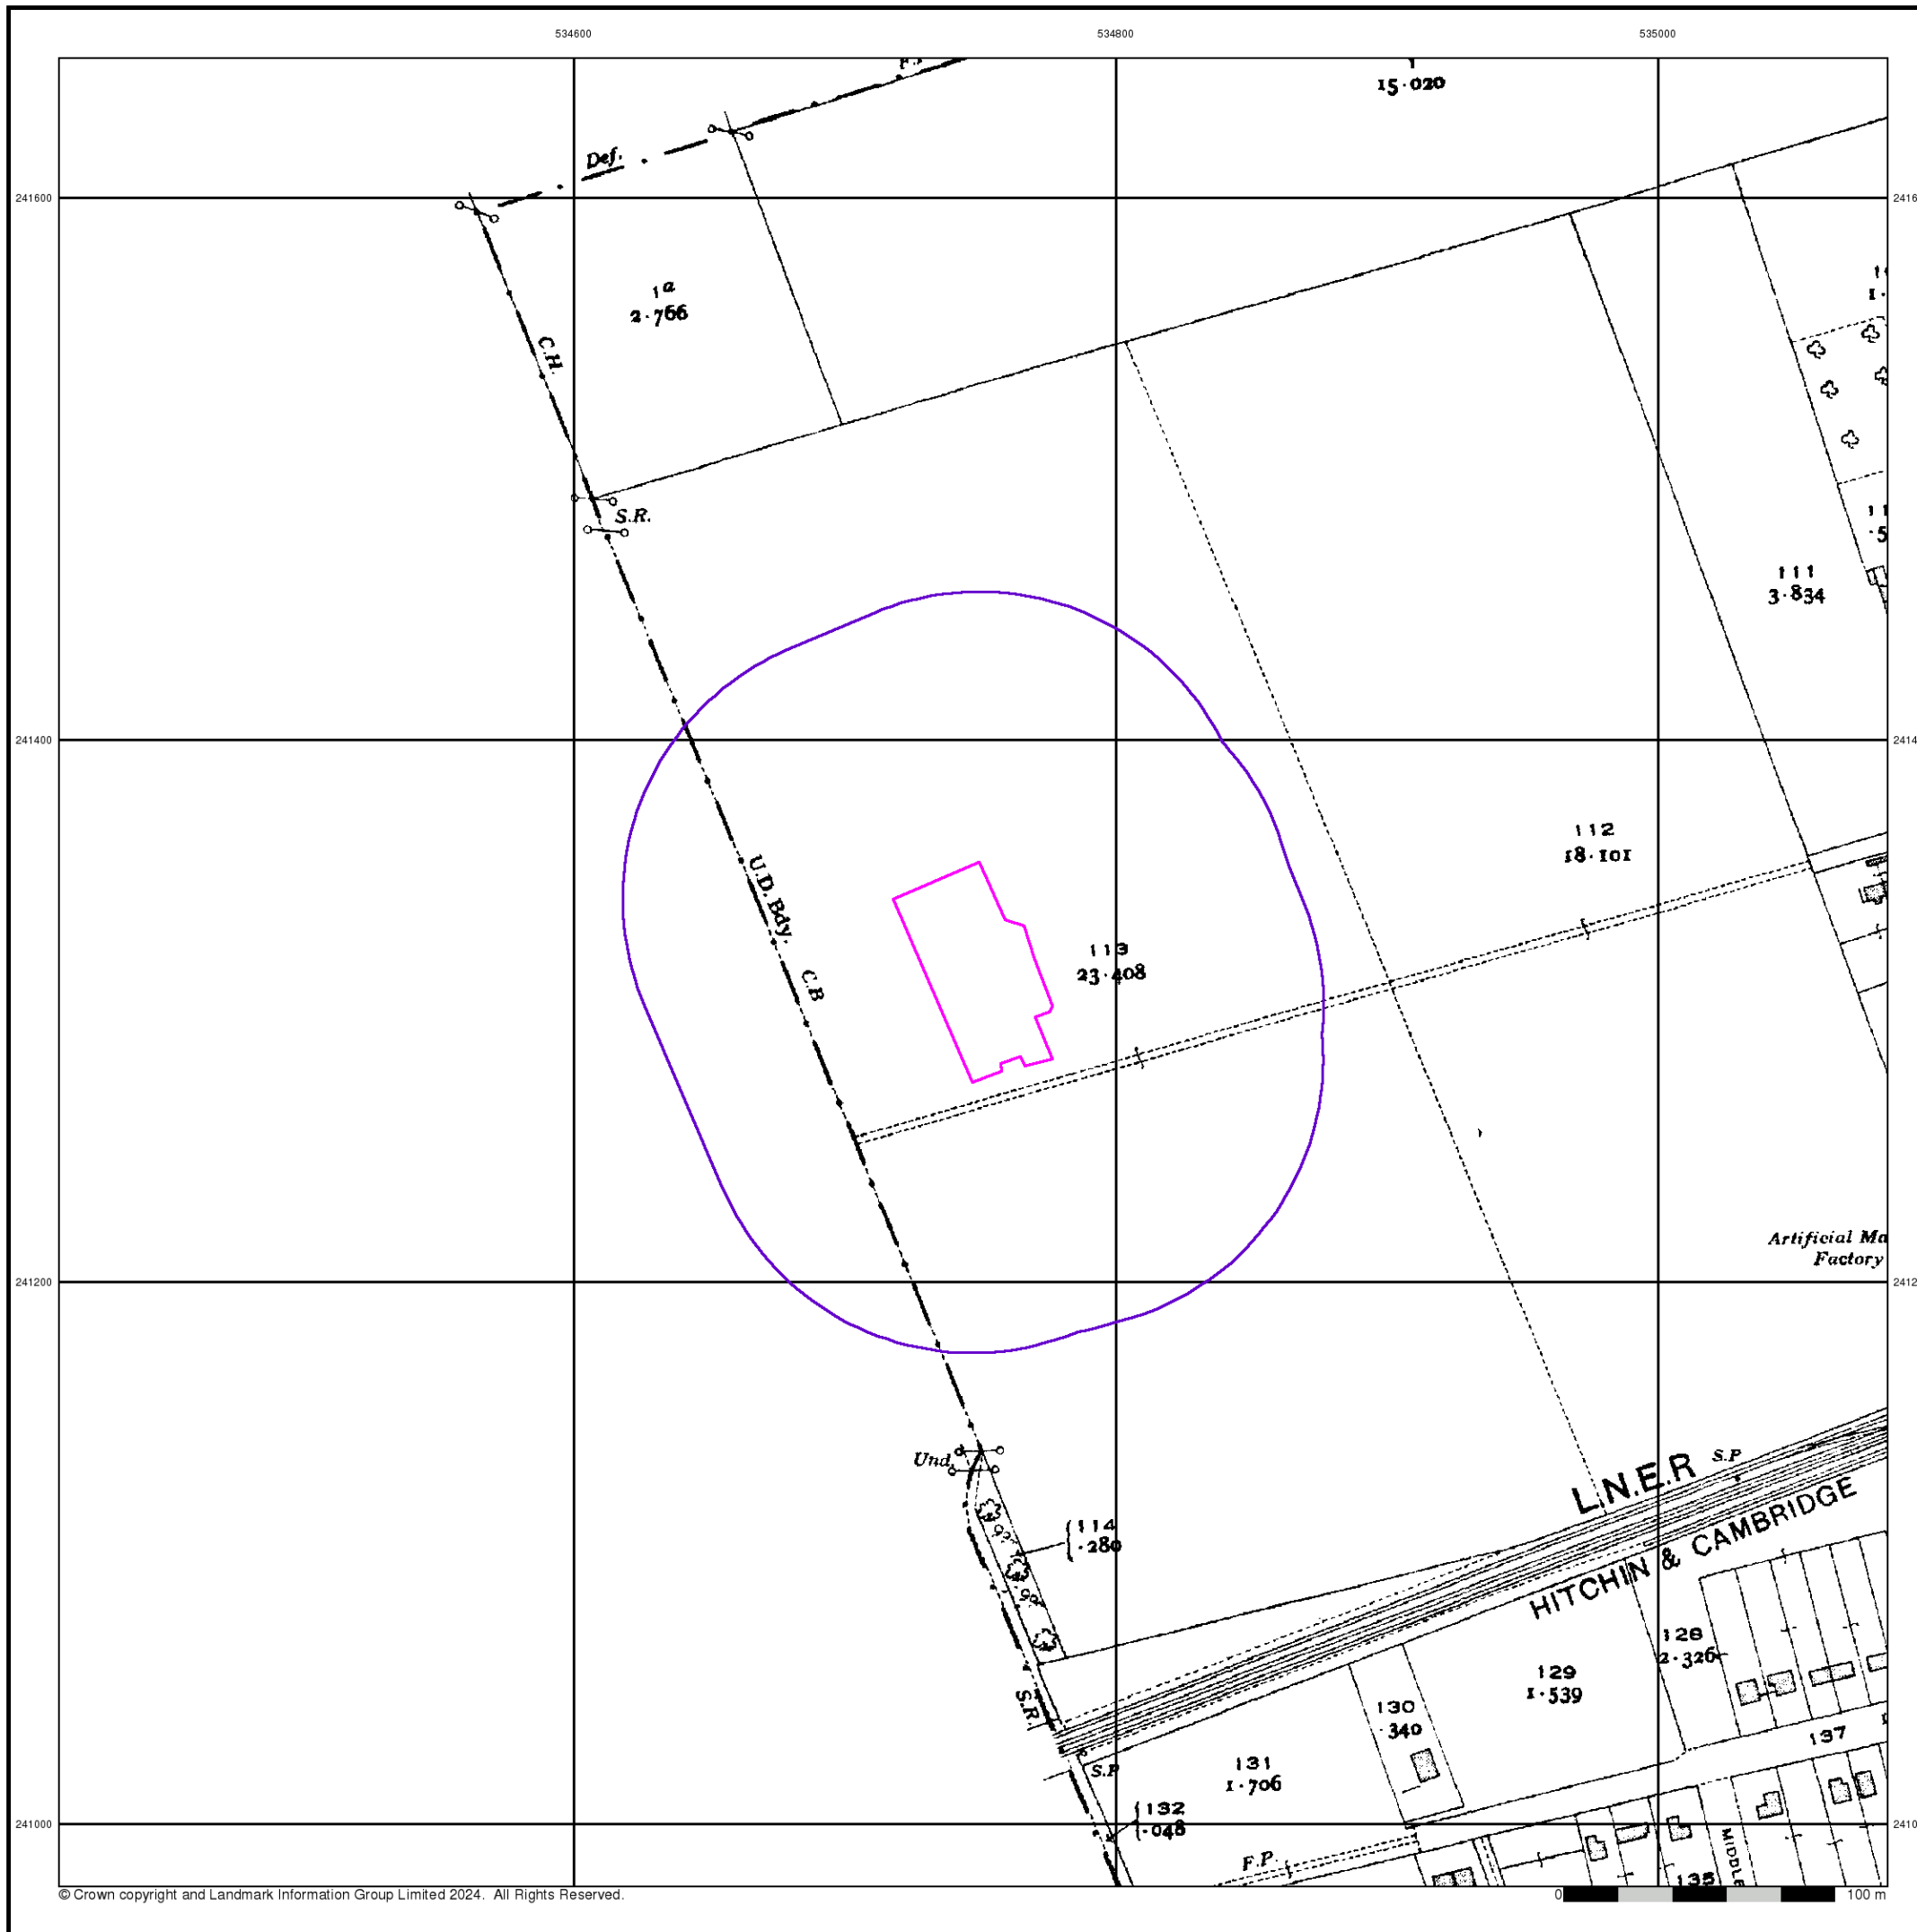 534600
534800
535000
15·020
Def.
241600
1a
2·766
C.H.
S.R.
111
3·834
241400
112
18·101
U.D. Bdy.
C.B
113
23·408
Artificial
Factory
241200
Und.
S.P
L.N.E.R
HITCHIN & CAMBRIDGE
114
·280
128
2·326
129
1·539
130
·340
S.R.
137
S.P
131
1·706
132
·048
241000
F.P.
135
© Crown copyright and Landmark Information Group Limited 2024. All Rights Reserved.
0
100 m